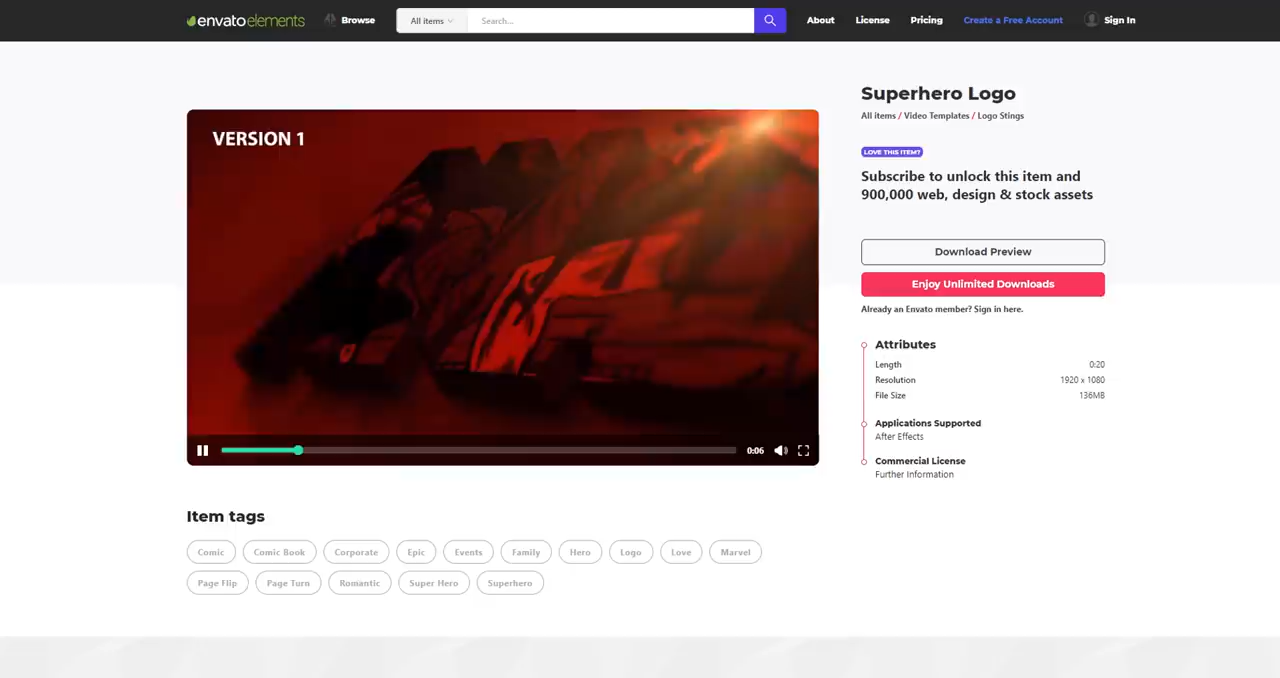 envatoelements
Browse
All items
Search...
About
License
Pricing
Create a Free Account
Sign In
VERSION 1
0:06
Superhero Logo
All items / Video Templates / Logo Stings
LOVE THIS ITEM?
Subscribe to unlock this item and
900,000 web, design & stock assets
Download Preview
Enjoy Unlimited Downloads
Already an Envato member? Sign in here.
Attributes
Length 0:20
Resolution 1920 x 1080
File Size 136MB
Applications Supported
After Effects
Commercial License
Further Information
Item tags
Comic Comic Book Corporate Epic Events Family Hero Logo Love Marvel
Page Flip Page Turn Romantic Super Hero Superhero